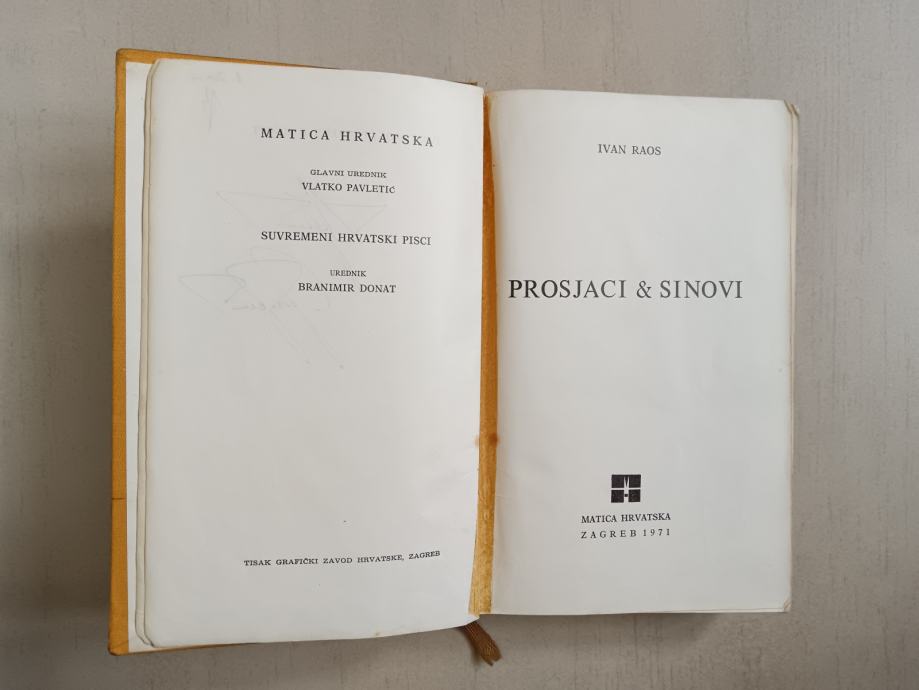 MATICA HRVATSKA
GLAVNI UREDNIK
VLATKO PAVLETIĆ
SUVREMENI HRVATSKI PISCI
UREDNIK
BRANIMIR DONAT
TISAK GRAFIČKI ZAVOD HRVATSKE, ZAGREB
IVAN RAOS
PROSJACI & SINOVI
MATICA HRVATSKA
ZAGREB 1971